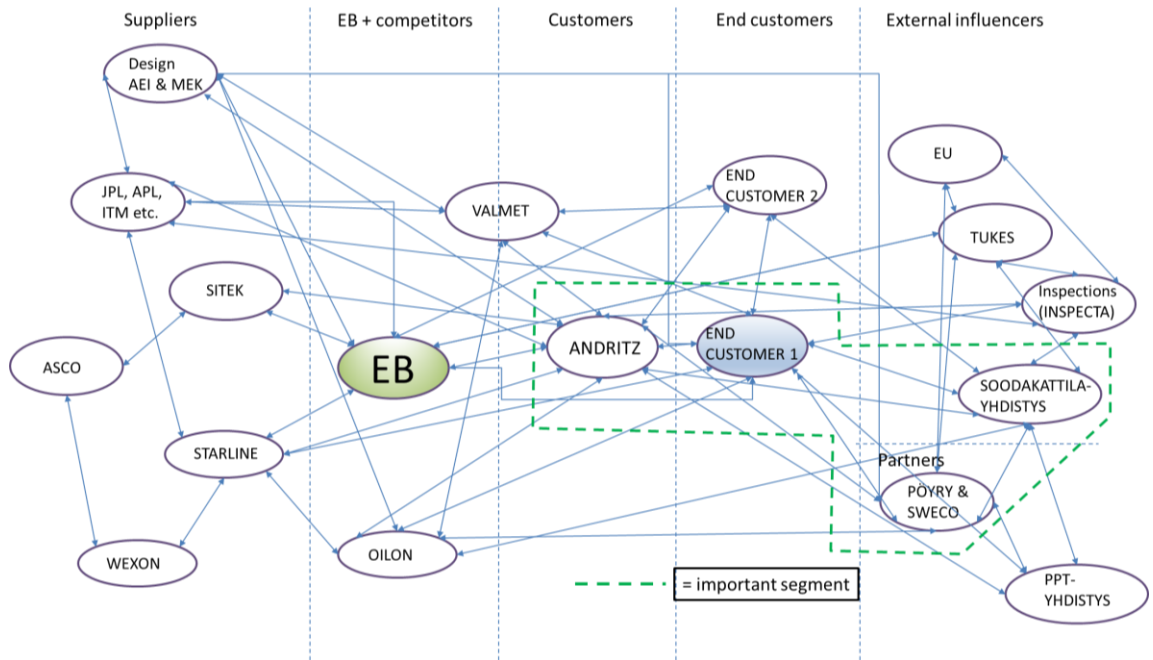 Suppliers
EB + competitors
Customers
End customers
External influencers
Design
AEI & MEK
EU
JPL, APL,
ITM etc.
VALMET
END
CUSTOMER 2
TUKES
SITEK
Inspections
(INSPECTA)
ASCO
EB
ANDRITZ
END
CUSTOMER 1
SOODAKATTILA-
YHDISTYS
STARLINE
Partners
PÖYRY &
SWECO
WEXON
OILON
= important segment
PPT-
YHDISTYS